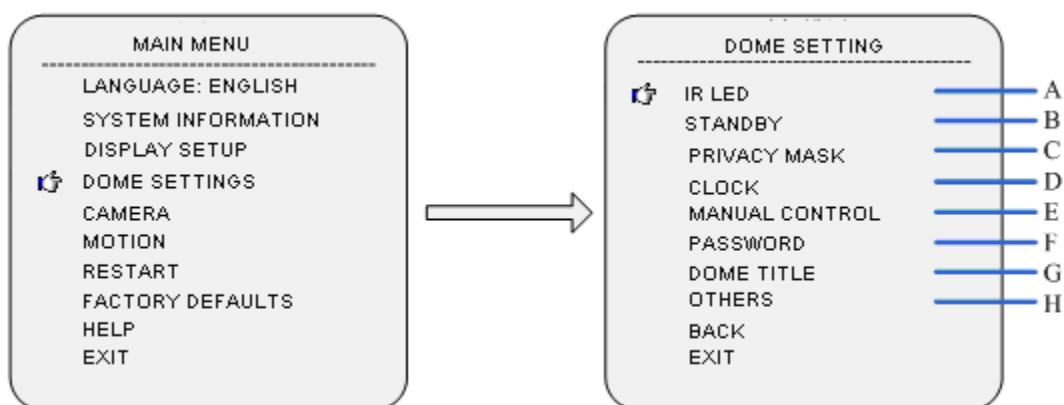 MAIN MENU
LANGUAGE: ENGLISH
SYSTEM INFORMATION
DISPLAY SETUP
DOME SETTINGS
CAMERA
MOTION
RESTART
FACTORY DEFAULTS
HELP
EXIT
DOME SETTING
IR LED A
STANDBY B
PRIVACY MASK C
CLOCK D
MANUAL CONTROL E
PASSWORD F
DOME TITLE G
OTHERS H
BACK
EXIT